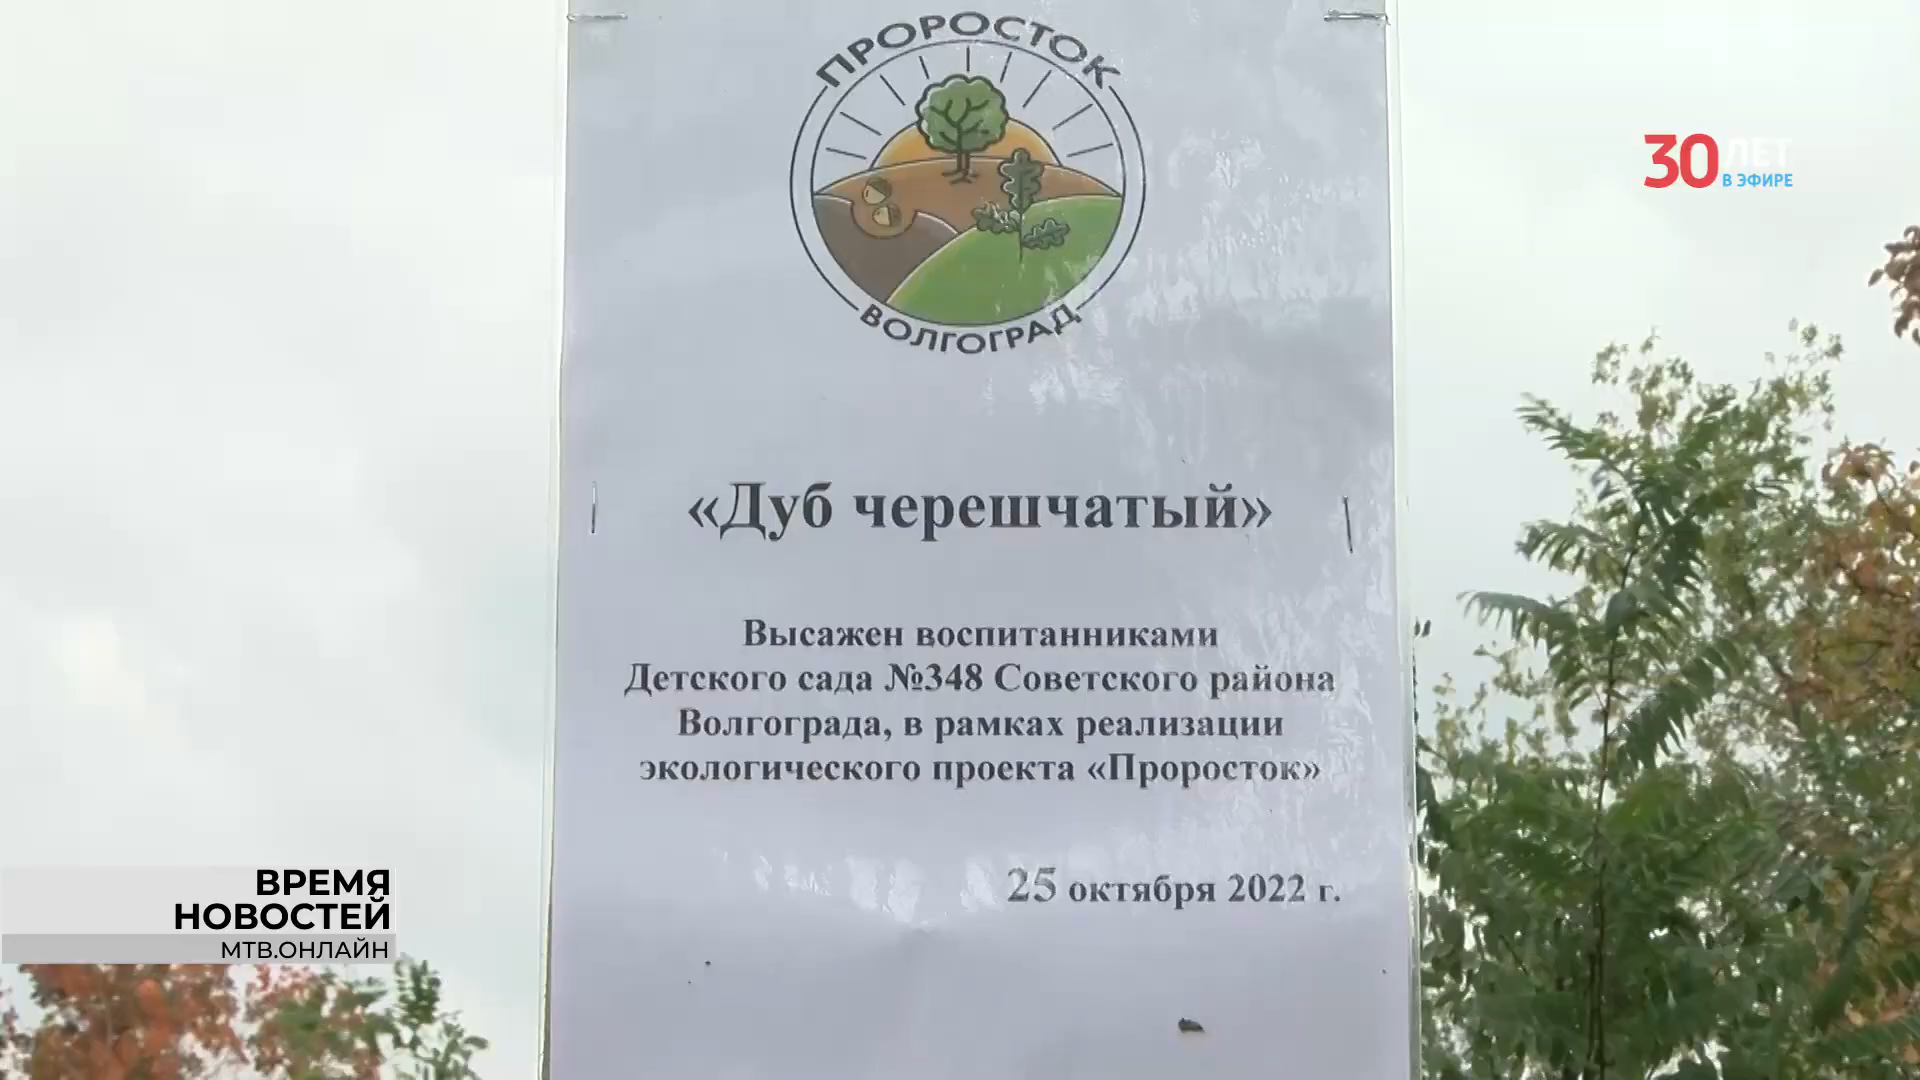 ПРОРОСТОК
ВОЛГОГРАД
30 ЛЕТ
В ЭФИРЕ
«Дуб черешчатый»
Высажен воспитанниками
Детского сада №348 Советского района
Волгограда, в рамках реализации
экологического проекта «Проросток»
25 октября 2022 г.
ВРЕМЯ
НОВОСТЕЙ
МТВ.ОНЛАЙН